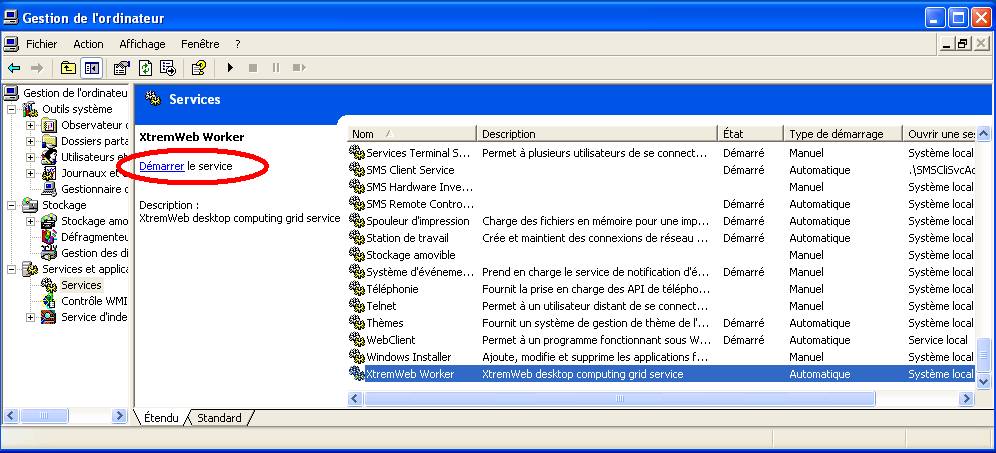 Gestion de l'ordinateur
Fichier Action Affichage Fenêtre ?
Gestion de l'ordinateur
Outils système
Observateur d
Dossiers parta
Utilisateurs et
Journaux et
Gestionnaire d
Stockage
Stockage amo
Défragmenteu
Gestion des di
Services et applica
Services
Contrôle WMI
Service d'inde
Services
XtremWeb Worker
Démarrer le service
Description :
XtremWeb desktop computing grid service
Nom Description État Type de démarrage Ouvrir une ses
Services Terminal S... Permet à plusieurs utilisateurs de se connect... Démarré Manuel Système local
SMS Client Service Démarré Automatique .\SMSCliSvcAc
SMS Hardware Inve... Manuel Système local
SMS Remote Contro... Démarré Automatique Système local
Spouleur d'impression Charge des fichiers en mémoire pour une imp... Démarré Automatique Système local
Station de travail Crée et maintient des connexions de réseau ... Démarré Automatique Système local
Stockage amovible Manuel Système local
Système d'événeme... Prend en charge le service de notification d'é... Démarré Manuel Système local
Téléphonie Fournit la prise en charge des API de télépho... Manuel Système local
Telnet Permet à un utilisateur distant de se connect... Manuel Système local
Thèmes Fournit un système de gestion de thème de l'... Démarré Automatique Système local
WebClient Permet à un programme fonctionnant sous W... Démarré Automatique Service local
Windows Installer Ajoute, modifie et supprime les applications f... Manuel Système local
XtremWeb Worker XtremWeb desktop computing grid service Automatique Système local
Étendu Standard